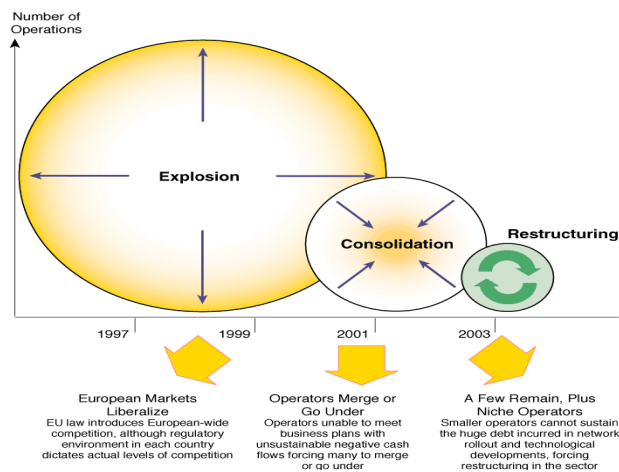 Number of
Operations
Explosion
Consolidation
Restructuring
1997
1999
2001
2003
European Markets
Liberalize
EU law introduces European-wide
competition, although regulatory
environment in each country
dictates actual levels of competition
Operators Merge or
Go Under
Operators unable to meet
business plans with
unsustainable negative cash
flows forcing many to merge
or go under
A Few Remain, Plus
Niche Operators
Smaller operators cannot sustain
the huge debt incurred in network
rollout and technological
developments, forcing
restructuring in the sector